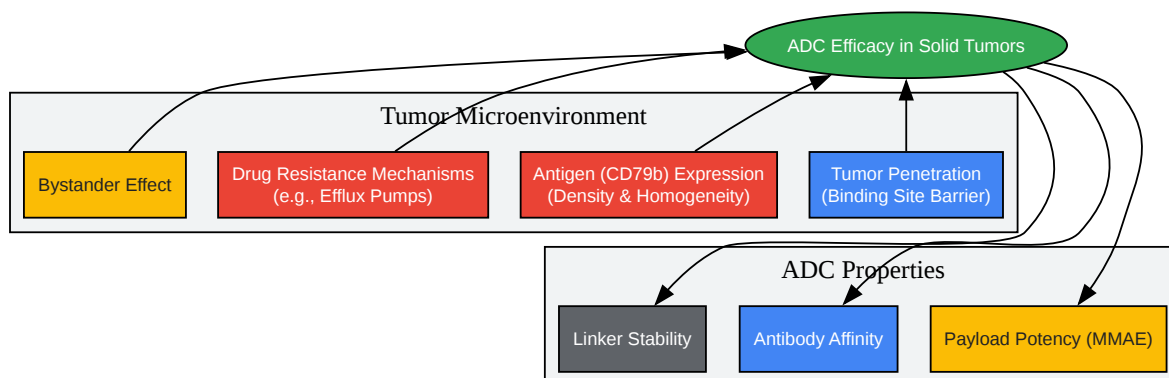 ADC Efficacy in Solid Tumors
Tumor Microenvironment
Bystander Effect
Drug Resistance Mechanisms
(e.g., Efflux Pumps)
Antigen (CD79b) Expression
(Density & Homogeneity)
Tumor Penetration
(Binding Site Barrier)
ADC Properties
Linker Stability
Antibody Affinity
Payload Potency (MMAE)